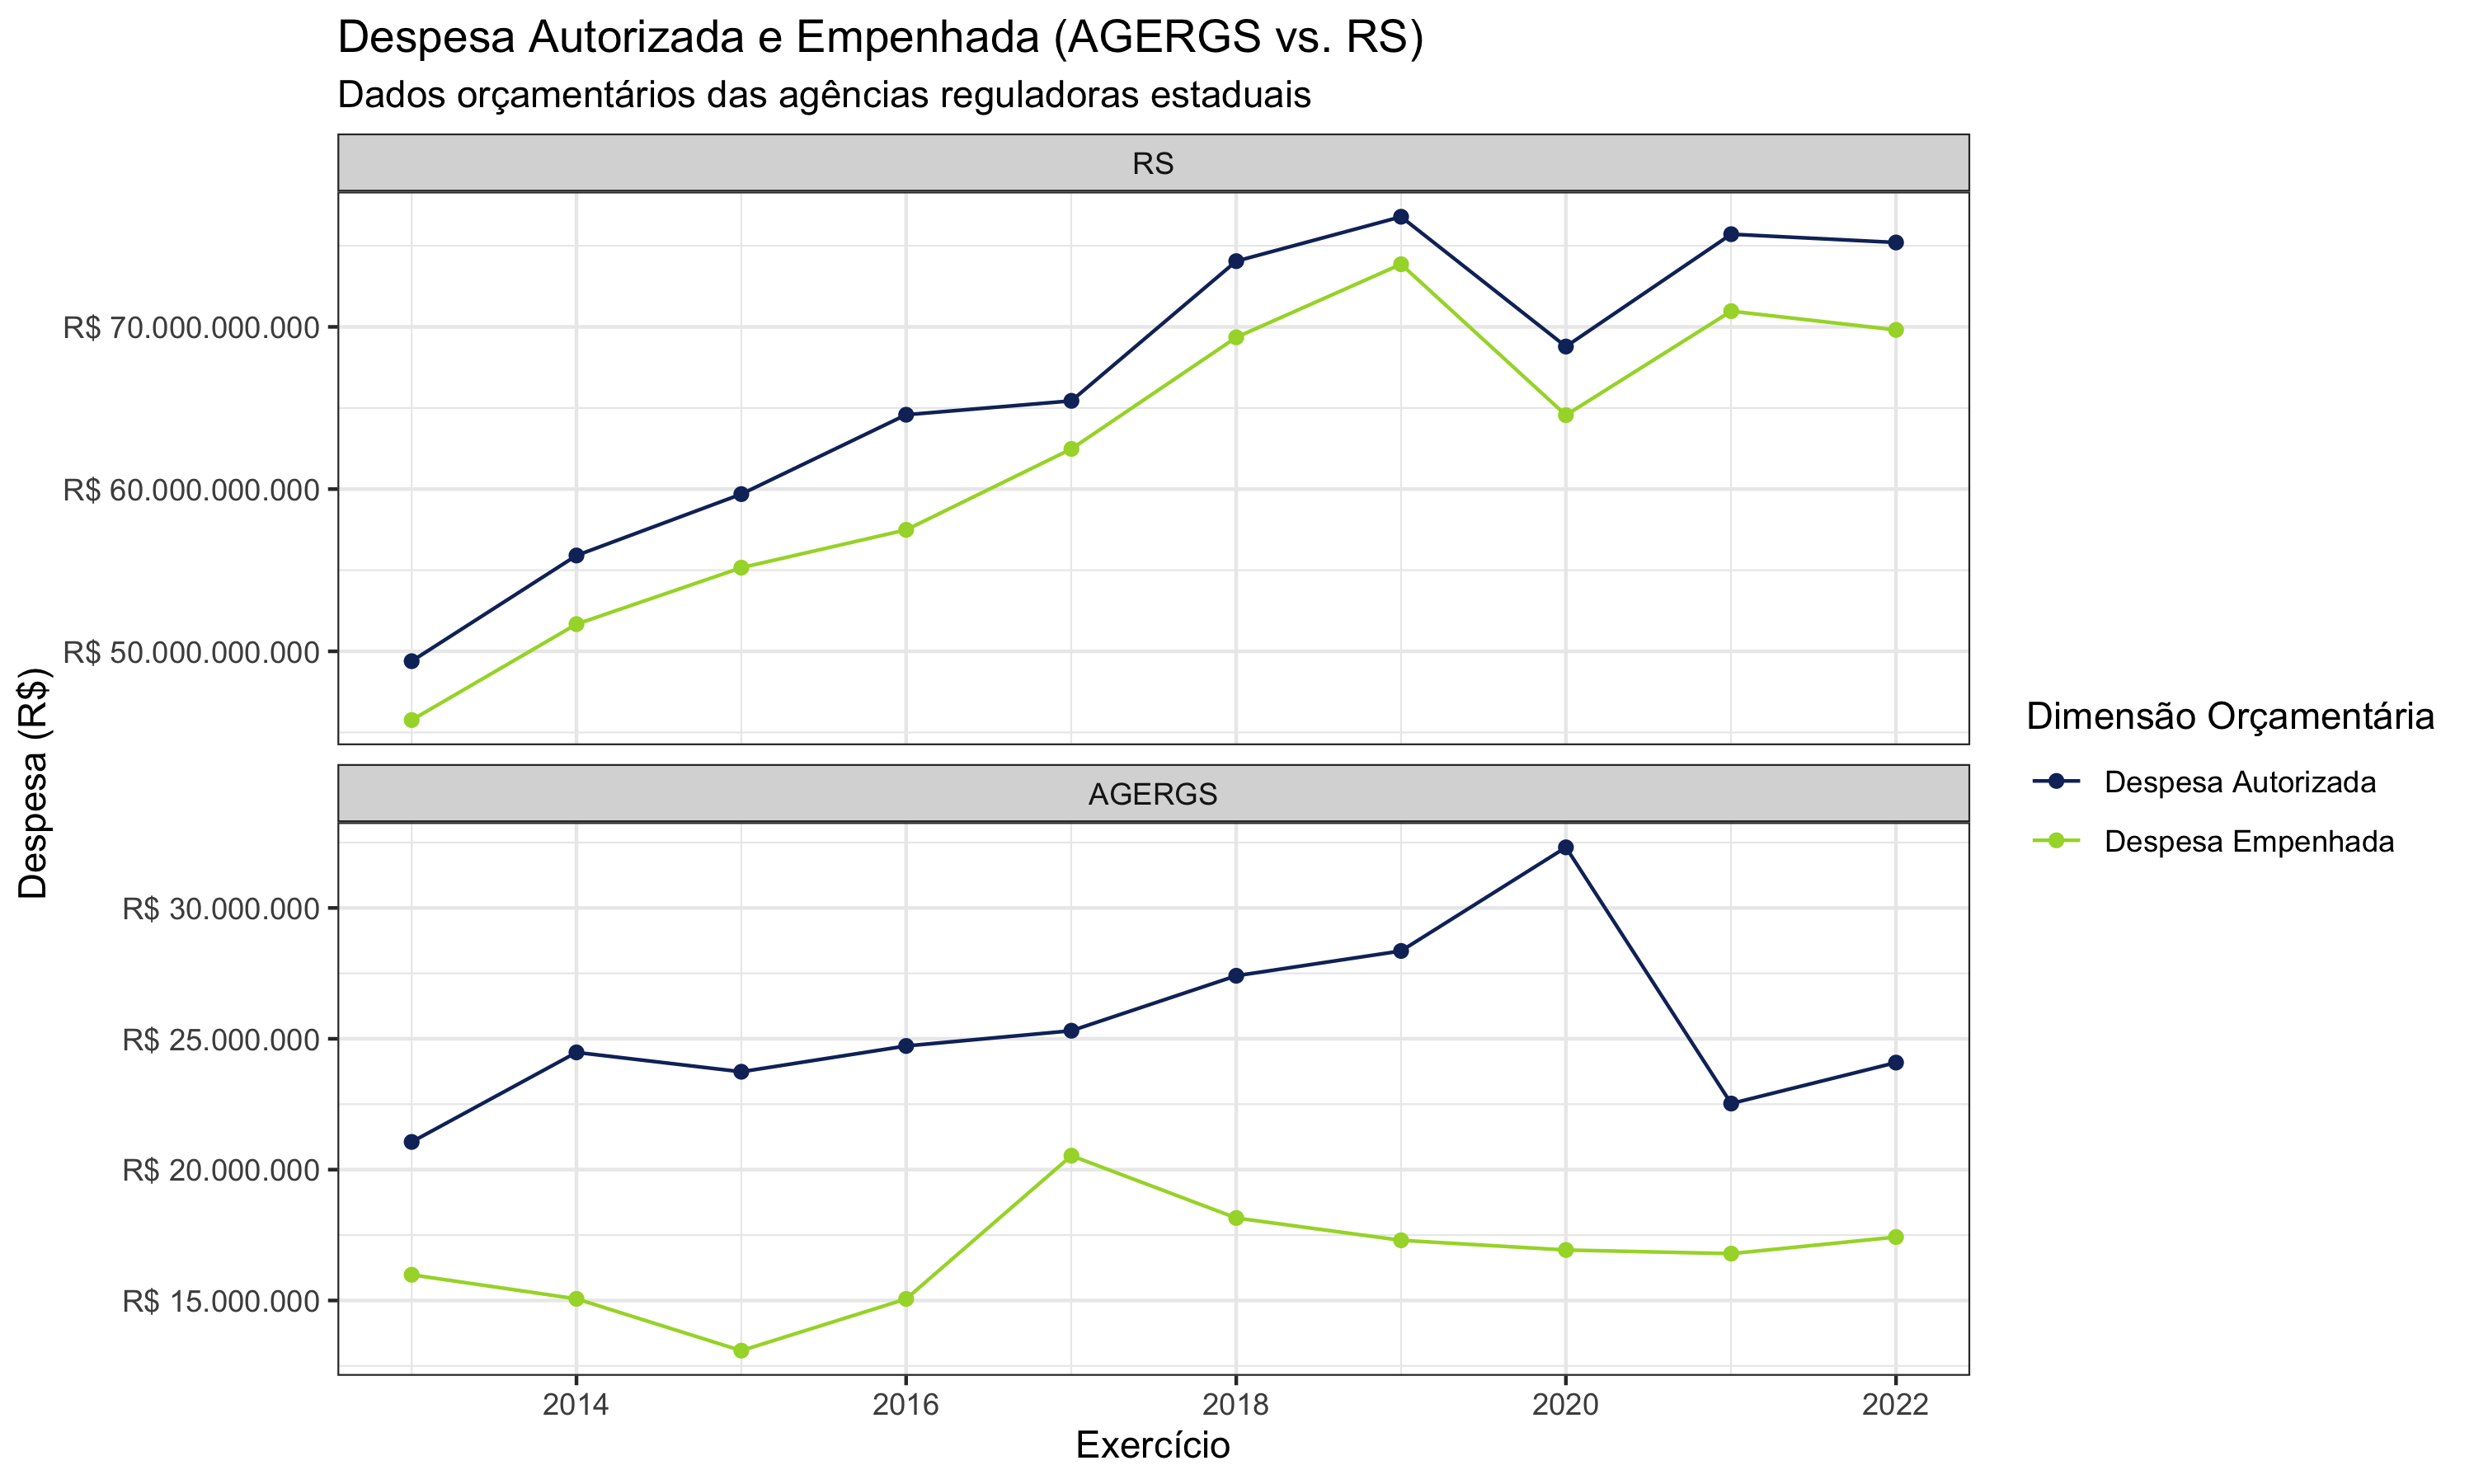 Despesa Autorizada e Empenhada (AGERGS vs. RS)
Dados orçamentários das agências reguladoras estaduais
RS
R$ 70.000.000.000
R$ 60.000.000.000
R$ 50.000.000.000
AGERGS
R$ 30.000.000
R$ 25.000.000
R$ 20.000.000
R$ 15.000.000
2014
2016
2018
2020
2022
Exercício
Despesa (R$)
Dimensão Orçamentária
Despesa Autorizada
Despesa Empenhada